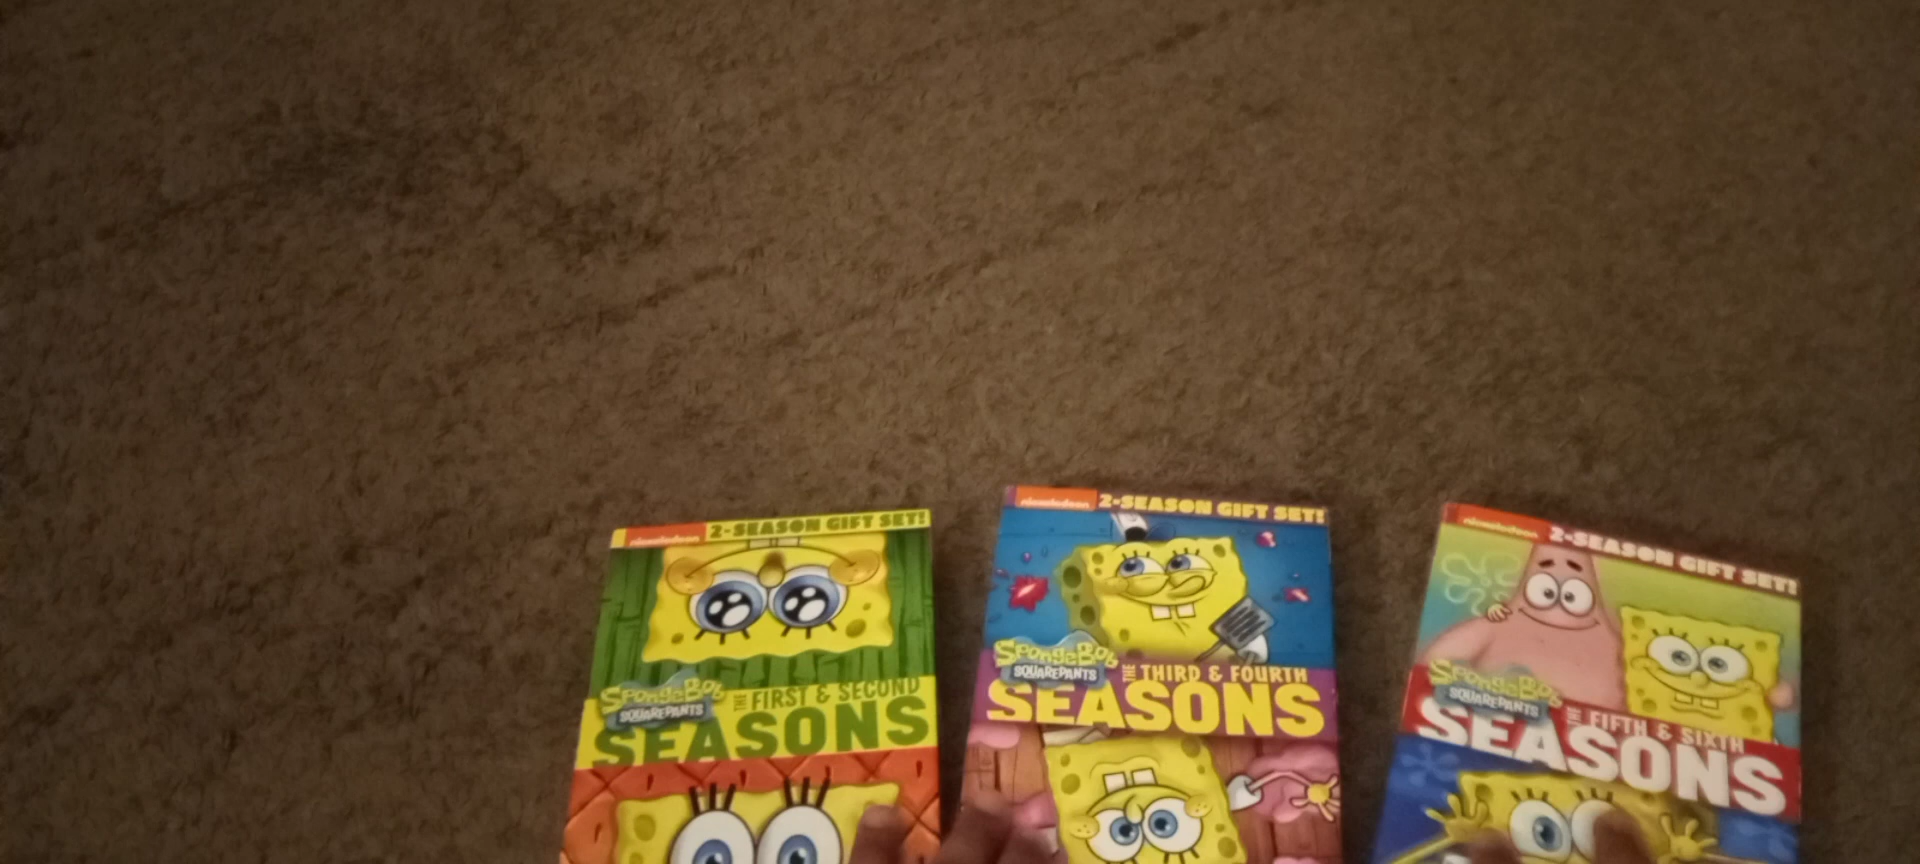 nickelodeon 2-SEASON GIFT SET!
SpongeBob
SQUAREPANTS
THE FIRST & SECOND
SEASONS
nickelodeon 2-SEASON GIFT SET!
SpongeBob
SQUAREPANTS
THE THIRD & FOURTH
SEASONS
nickelodeon 2-SEASON GIFT SET!
SpongeBob
SQUAREPANTS
THE FIFTH & SIXTH
SEASONS